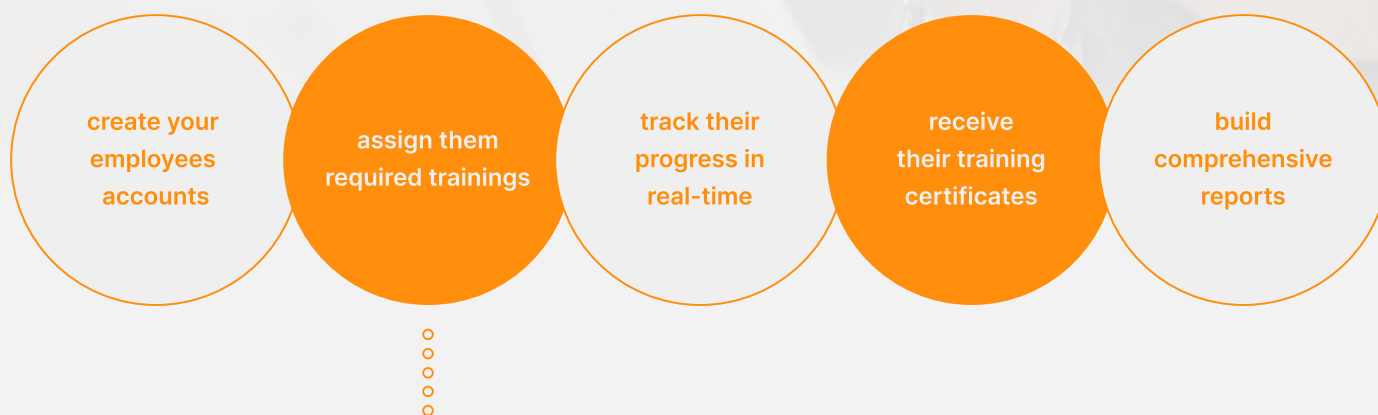 create your
employees
accounts
assign them
required trainings
track their
progress in
real-time
receive
their training
certificates
build
comprehensive
reports